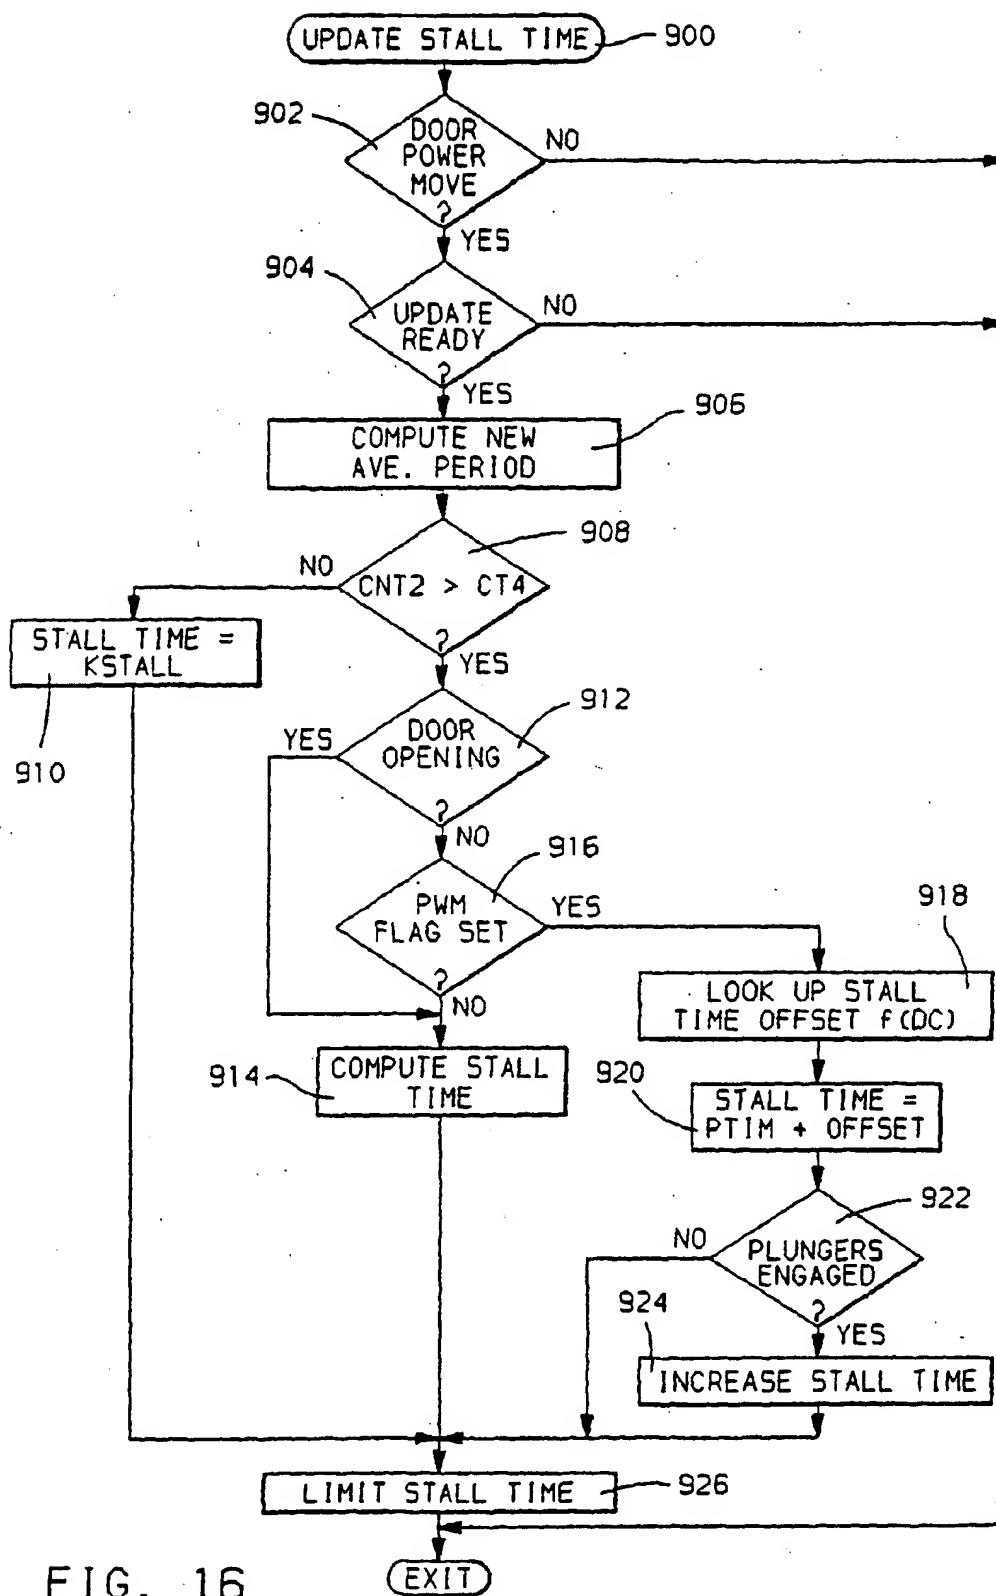 UPDATE STALL TIME
900
902
DOOR
POWER
MOVE
?
NO
YES
904
UPDATE
READY
?
NO
YES
906
COMPUTE NEW
AVE. PERIOD
908
NO
CNT2 > CT4
?
YES
STALL TIME =
KSTALL
910
912
YES
DOOR
OPENING
?
NO
916
PWM
FLAG SET
?
YES
NO
918
LOOK UP STALL
TIME OFFSET f(DC)
914
COMPUTE STALL
TIME
920
STALL TIME =
PTIM + OFFSET
922
NO
PLUNGERS
ENGAGED
?
YES
924
INCREASE STALL TIME
LIMIT STALL TIME
926
EXIT
FIG. 16